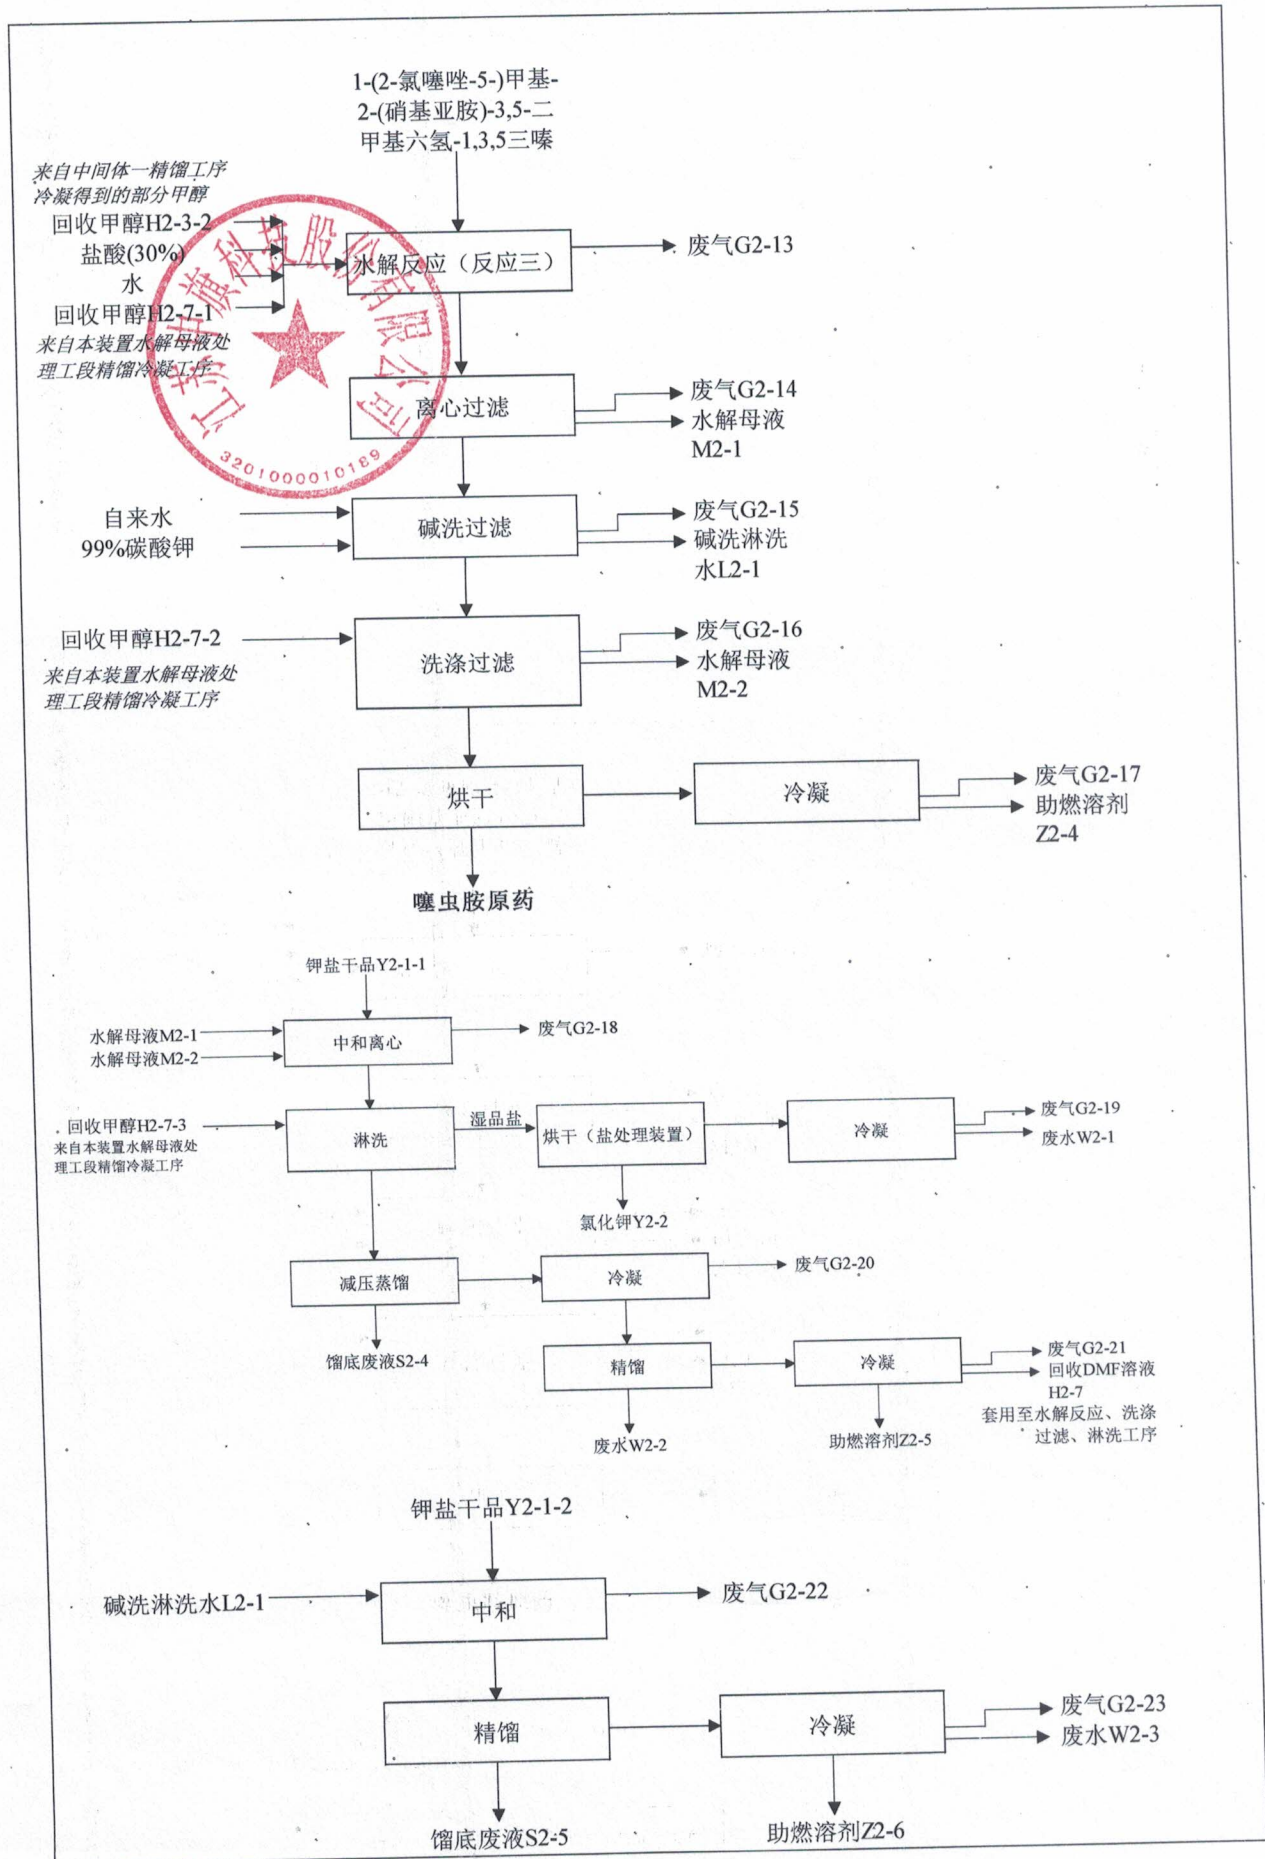 1-(2-氯噻唑-5-)甲基-
2-(硝基亚胺)-3,5-二
甲基六氢-1,3,5三嗪
来自中间体一精馏工序
冷凝得到的部分甲醇
回收甲醇H2-3-2
盐酸(30%)
水
回收甲醇H2-7-1
来自本装置水解母液处
理工段精馏冷凝工序
水解反应（反应三）
废气G2-13
江苏中旗科技股份有限公司
3201000010189
离心过滤
废气G2-14
水解母液
M2-1
自来水
99%碳酸钾
碱洗过滤
废气G2-15
碱洗淋洗
水L2-1
回收甲醇H2-7-2
来自本装置水解母液处
理工段精馏冷凝工序
洗涤过滤
废气G2-16
水解母液
M2-2
烘干
冷凝
废气G2-17
助燃溶剂
Z2-4
噻虫胺原药
钾盐干品Y2-1-1
水解母液M2-1
水解母液M2-2
中和离心
废气G2-18
回收甲醇H2-7-3
来自本装置水解母液处
理工段精馏冷凝工序
淋洗
湿品盐
烘干（盐处理装置）
冷凝
废气G2-19
废水W2-1
氯化钾Y2-2
减压蒸馏
冷凝
废气G2-20
馏底废液S2-4
精馏
冷凝
废气G2-21
回收DMF溶液
H2-7
套用至水解反应、洗涤
过滤、淋洗工序
废水W2-2
助燃溶剂Z2-5
钾盐干品Y2-1-2
碱洗淋洗水L2-1
中和
废气G2-22
精馏
冷凝
废气G2-23
废水W2-3
馏底废液S2-5
助燃溶剂Z2-6